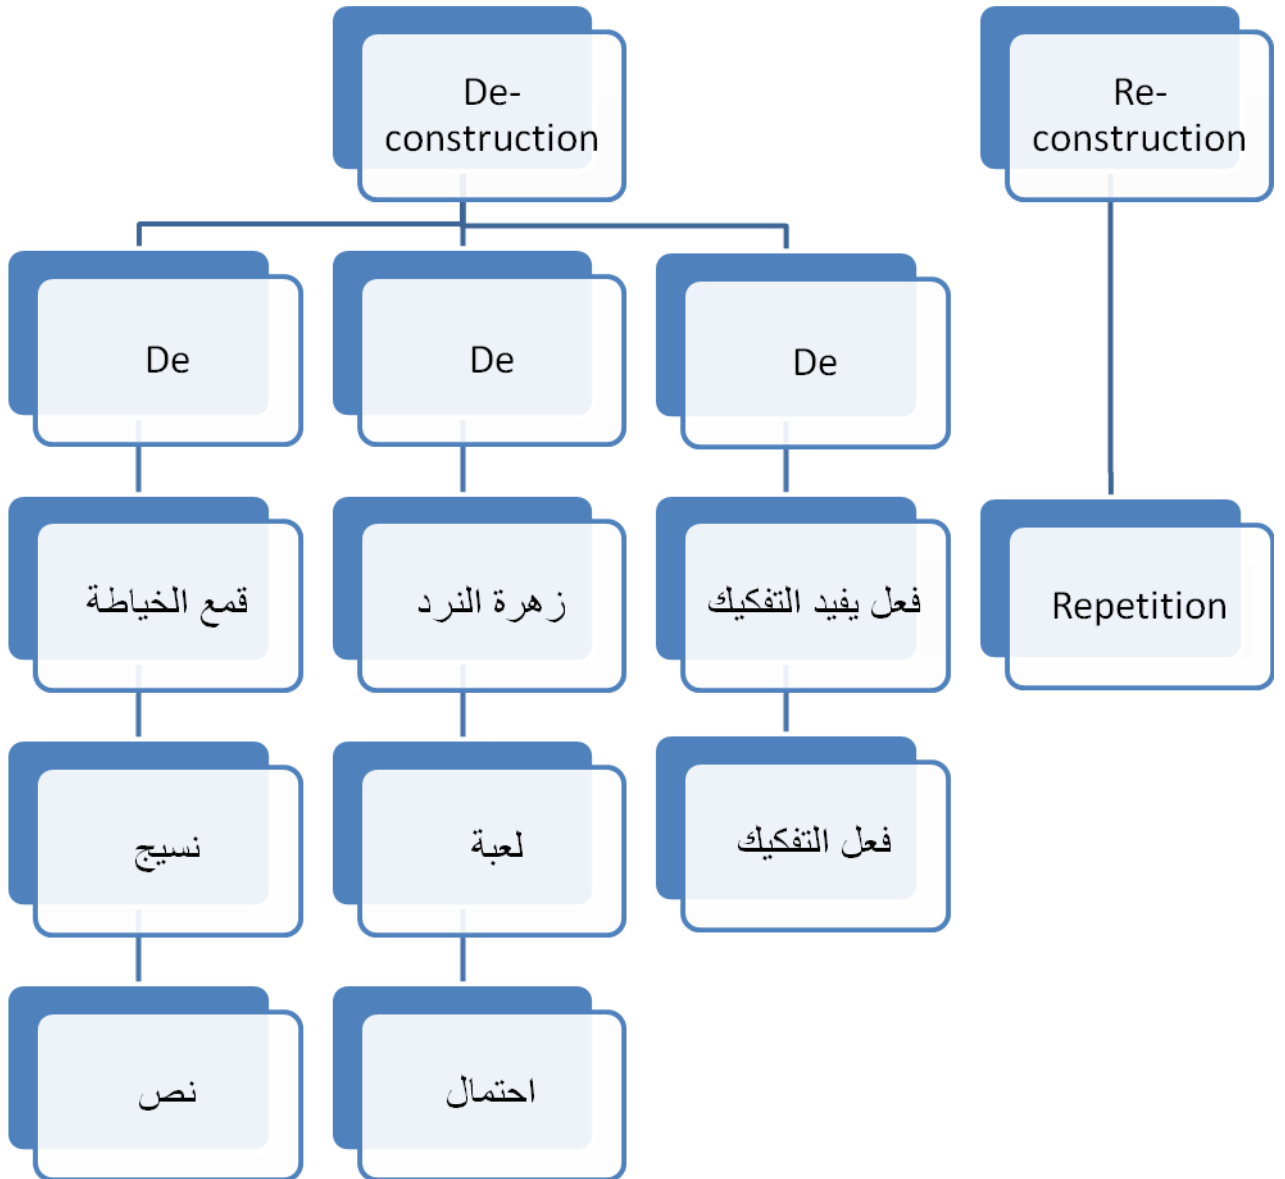 De-
construction
Re-
construction
De
De
De
قمع الخياطة
زهرة النرد
فعل يفيد التفكيك
Repetition
نسيج
لعبة
فعل التفكيك
نص
احتمال